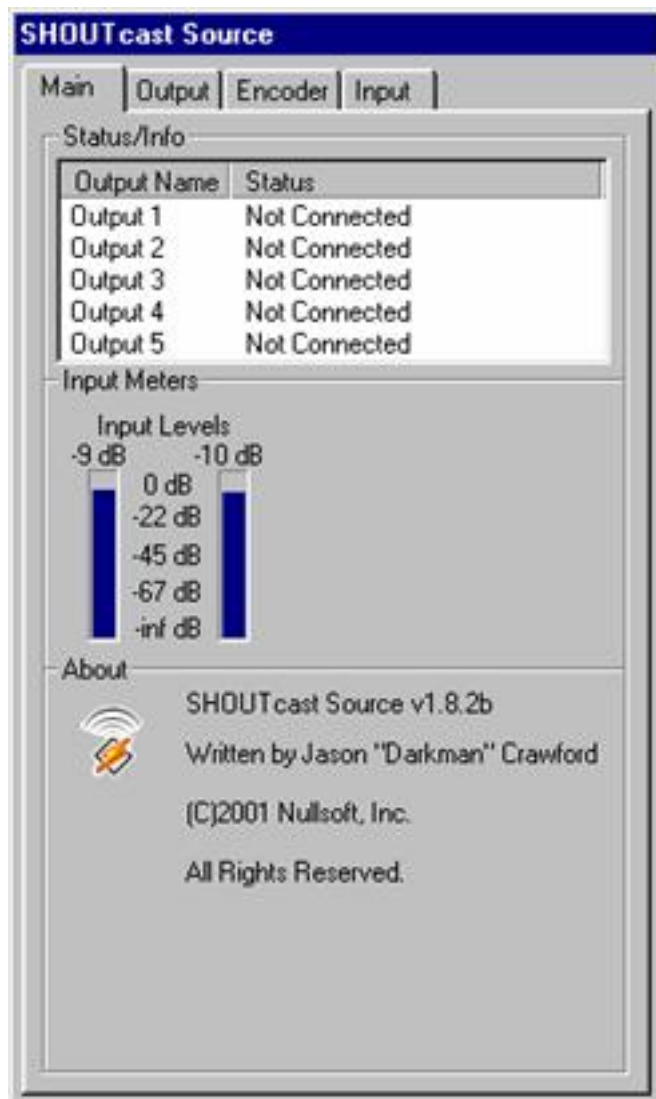 SHOUTcast Source
Main Output Encoder Input
Status/Info
Output Name Status
Output 1 Not Connected
Output 2 Not Connected
Output 3 Not Connected
Output 4 Not Connected
Output 5 Not Connected
Input Meters
Input Levels
-9 dB -10 dB
0 dB
-22 dB
-45 dB
-67 dB
-inf dB
About
SHOUTcast Source v1.8.2b
Written by Jason "Darkman" Crawford
(C)2001 Nullsoft, Inc.
All Rights Reserved.